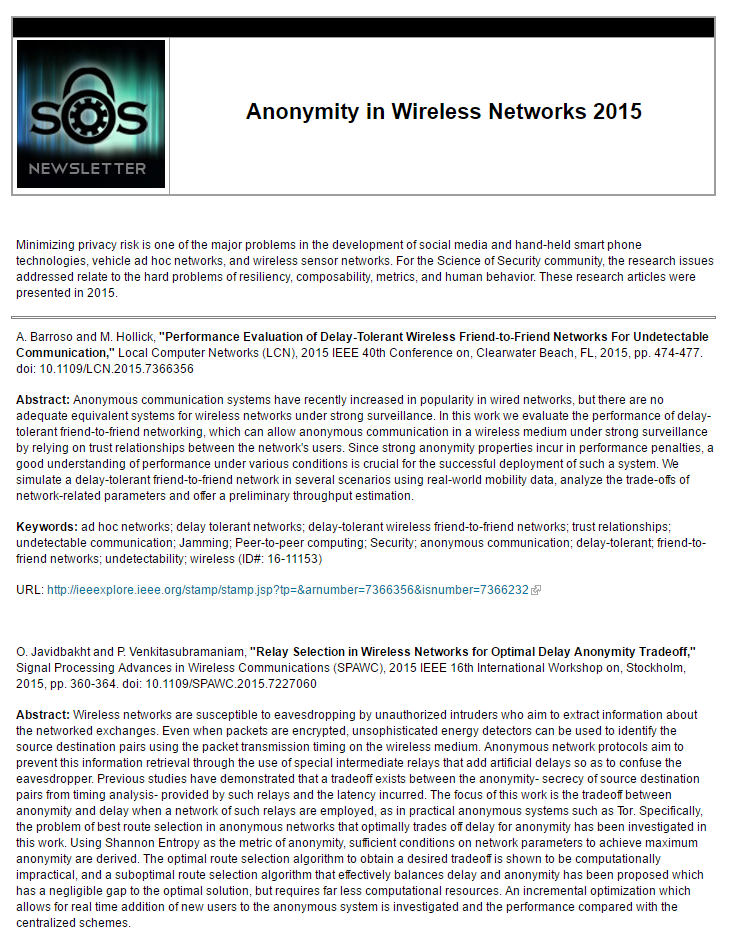 SOS
NEWSLETTER
Anonymity in Wireless Networks 2015
Minimizing privacy risk is one of the major problems in the development of social media and hand-held smart phone
technologies, vehicle ad hoc networks, and wireless sensor networks. For the Science of Security community, the research issues
addressed relate to the hard problems of resiliency, composability, metrics, and human behavior. These research articles were
presented in 2015.
A. Barroso and M. Hollick, "Performance Evaluation of Delay-Tolerant Wireless Friend-to-Friend Networks For Undetectable
Communication," Local Computer Networks (LCN), 2015 IEEE 40th Conference on, Clearwater Beach, FL, 2015, pp. 474-477.
doi: 10.1109/LCN.2015.7366356
Abstract: Anonymous communication systems have recently increased in popularity in wired networks, but there are no
adequate equivalent systems for wireless networks under strong surveillance. In this work we evaluate the performance of delay-
tolerant friend-to-friend networking, which can allow anonymous communication in a wireless medium under strong surveillance
by relying on trust relationships between the network's users. Since strong anonymity properties incur in performance penalties, a
good understanding of performance under various conditions is crucial for the successful deployment of such a system. We
simulate a delay-tolerant friend-to-friend network in several scenarios using real-world mobility data, analyze the trade-offs of
network-related parameters and offer a preliminary throughput estimation.
Keywords: ad hoc networks; delay tolerant networks; delay-tolerant wireless friend-to-friend networks; trust relationships;
undetectable communication; Jamming; Peer-to-peer computing; Security; anonymous communication; delay-tolerant; friend-to-
friend networks; undetectability; wireless (ID#: 16-11153)
URL: http://ieeexplore.ieee.org/stamp/stamp.jsp?tp=&arnumber=7366356&isnumber=7366232
O. Javidbakht and P. Venkitasubramaniam, "Relay Selection in Wireless Networks for Optimal Delay Anonymity Tradeoff,"
Signal Processing Advances in Wireless Communications (SPAWC), 2015 IEEE 16th International Workshop on, Stockholm,
2015, pp. 360-364. doi: 10.1109/SPAWC.2015.7227060
Abstract: Wireless networks are susceptible to eavesdropping by unauthorized intruders who aim to extract information about
the networked exchanges. Even when packets are encrypted, unsophisticated energy detectors can be used to identify the
source destination pairs using the packet transmission timing on the wireless medium. Anonymous network protocols aim to
prevent this information retrieval through the use of special intermediate relays that add artificial delays so as to confuse the
eavesdropper. Previous studies have demonstrated that a tradeoff exists between the anonymity- secrecy of source destination
pairs from timing analysis- provided by such relays and the latency incurred. The focus of this work is the tradeoff between
anonymity and delay when a network of such relays are employed, as in practical anonymous systems such as Tor. Specifically,
the problem of best route selection in anonymous networks that optimally trades off delay for anonymity has been investigated in
this work. Using Shannon Entropy as the metric of anonymity, sufficient conditions on network parameters to achieve maximum
anonymity are derived. The optimal route selection algorithm to obtain a desired tradeoff is shown to be computationally
impractical, and a suboptimal route selection algorithm that effectively balances delay and anonymity has been proposed which
has a negligible gap to the optimal solution, but requires far less computational resources. An incremental optimization which
allows for real time addition of new users to the anonymous system is investigated and the performance compared with the
centralized schemes.